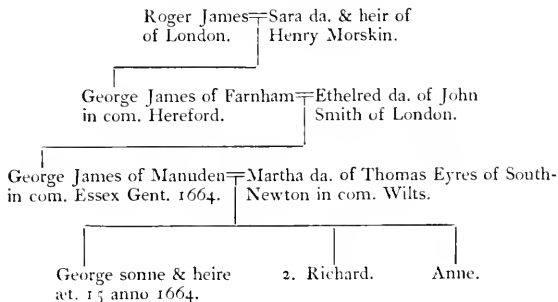 Roger James=Sara da. & heir of
of London. Henry Morskin.
George James of Farnham=Ethelred da. of John
in com. Hereford. Smith of London.
George James of Manuden=Martha da. of Thomas Eyres of South-
in com. Essex Gent. 1664. Newton in com. Wilts.
George sonne & heire 2. Richard. Anne.
æt. 15 anno 1664.